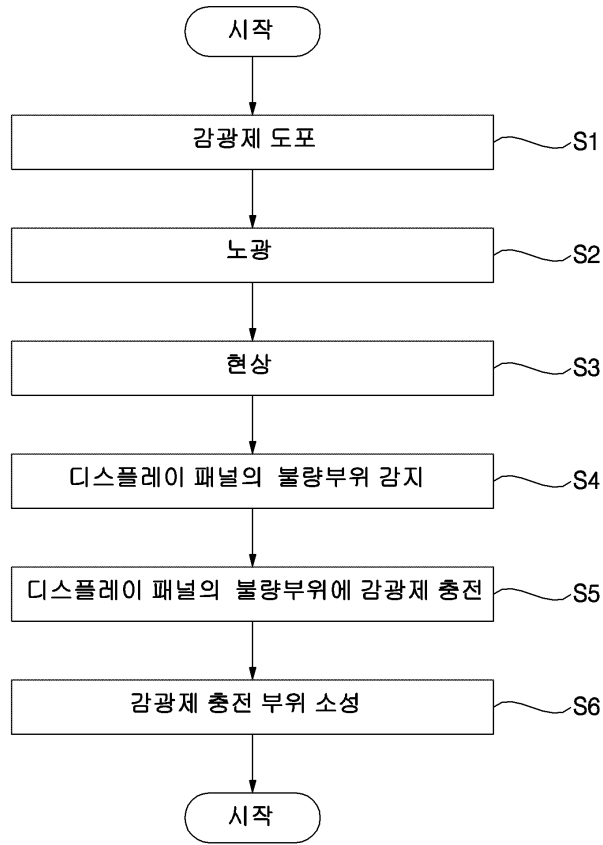 시작
감광제 도포
S1
노광
S2
현상
S3
디스플레이 패널의 불량부위 감지
S4
디스플레이 패널의 불량부위에 감광제 충전
S5
감광제 충전 부위 소성
S6
시작